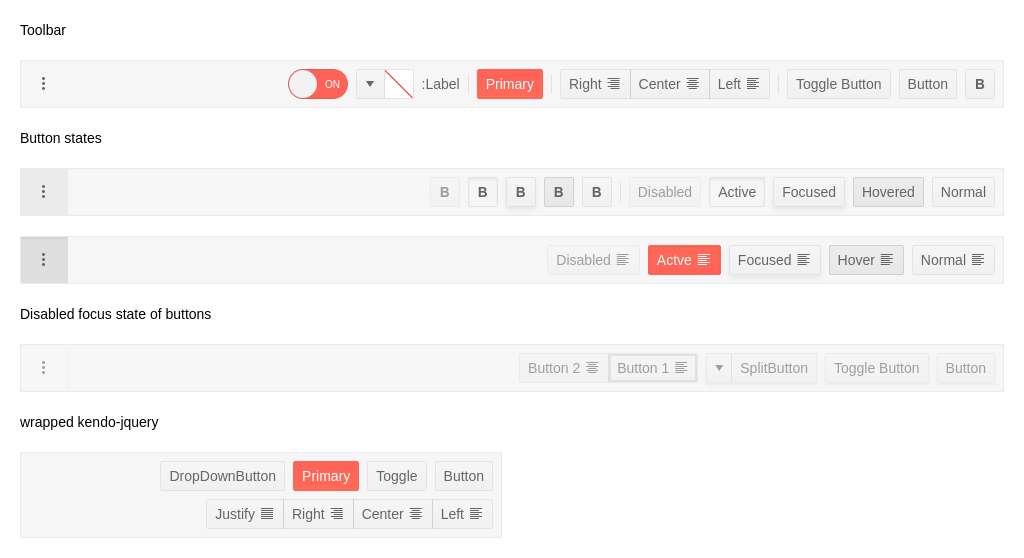 Toolbar
ON :Label Primary Right Center Left Toggle Button Button B
Button states
B B B B B Disabled Active Focused Hovered Normal
Disabled Actve Focused Hover Normal
Disabled focus state of buttons
Button 2 Button 1 SplitButton Toggle Button Button
wrapped kendo-jquery
DropDownButton Primary Toggle Button
Justify Right Center Left